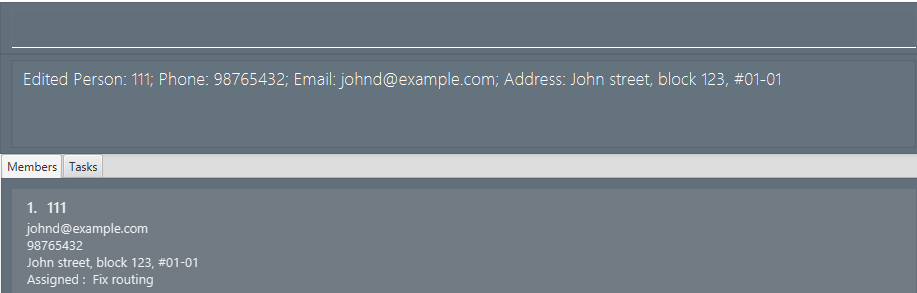 Edited Person: 111; Phone: 98765432; Email: johnd@example.com; Address: John street, block 123, #01-01
Members Tasks
1. 111
johnd@example.com
98765432
John street, block 123, #01-01
Assigned : Fix routing